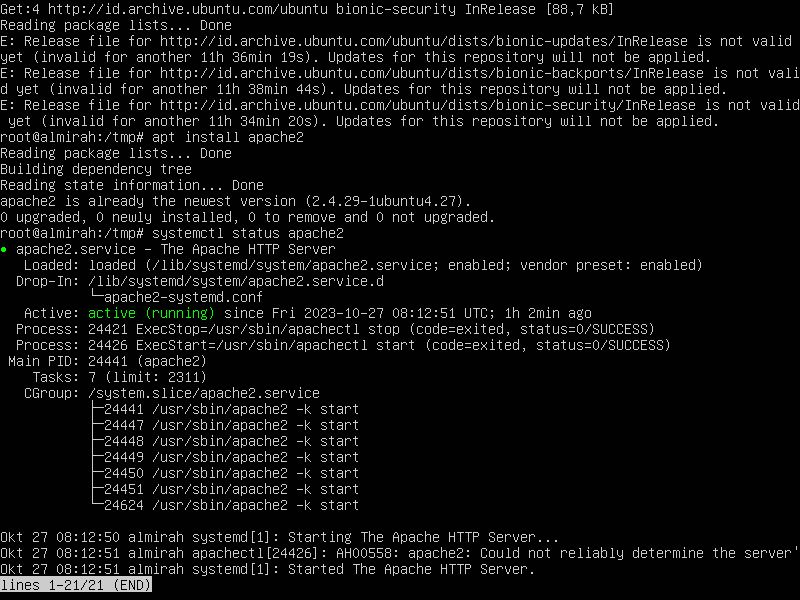 Get:4 http://id.archive.ubuntu.com/ubuntu bionic-security InRelease [88,7 kB]
Reading package lists... Done
E: Release file for http://id.archive.ubuntu.com/ubuntu/dists/bionic-updates/InRelease is not valid
yet (invalid for another 11h 36min 19s). Updates for this repository will not be applied.
E: Release file for http://id.archive.ubuntu.com/ubuntu/dists/bionic-backports/InRelease is not vali
d yet (invalid for another 11h 38min 44s). Updates for this repository will not be applied.
E: Release file for http://id.archive.ubuntu.com/ubuntu/dists/bionic-security/InRelease is not valid
 yet (invalid for another 11h 34min 20s). Updates for this repository will not be applied.
root@almirah:/tmp# apt install apache2
Reading package lists... Done
Building dependency tree
Reading state information... Done
apache2 is already the newest version (2.4.29-1ubuntu4.27).
0 upgraded, 0 newly installed, 0 to remove and 0 not upgraded.
root@almirah:/tmp# systemctl status apache2
● apache2.service - The Apache HTTP Server
   Loaded: loaded (/lib/systemd/system/apache2.service; enabled; vendor preset: enabled)
  Drop-In: /lib/systemd/system/apache2.service.d
           └─apache2-systemd.conf
   Active: active (running) since Fri 2023-10-27 08:12:51 UTC; 1h 2min ago
  Process: 24421 ExecStop=/usr/sbin/apachectl stop (code=exited, status=0/SUCCESS)
  Process: 24426 ExecStart=/usr/sbin/apachectl start (code=exited, status=0/SUCCESS)
 Main PID: 24441 (apache2)
    Tasks: 7 (limit: 2311)
   CGroup: /system.slice/apache2.service
           ├─24441 /usr/sbin/apache2 -k start
           ├─24447 /usr/sbin/apache2 -k start
           ├─24448 /usr/sbin/apache2 -k start
           ├─24449 /usr/sbin/apache2 -k start
           ├─24450 /usr/sbin/apache2 -k start
           ├─24451 /usr/sbin/apache2 -k start
           └─24624 /usr/sbin/apache2 -k start

Okt 27 08:12:50 almirah systemd[1]: Starting The Apache HTTP Server...
Okt 27 08:12:51 almirah apachectl[24426]: AH00558: apache2: Could not reliably determine the server'
Okt 27 08:12:51 almirah systemd[1]: Started The Apache HTTP Server.
lines 1-21/21 (END)